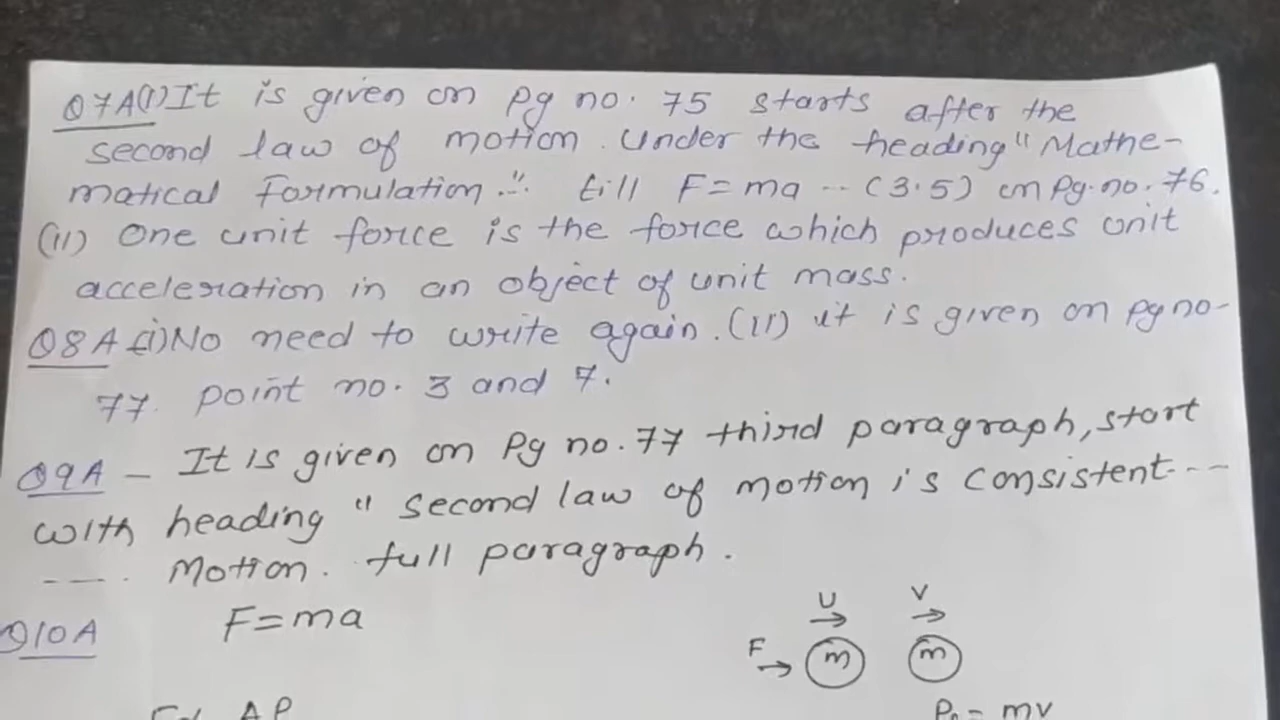 Q7A(i) It is given on pg no. 75 starts after the
second law of motion. Under the heading "Mathe-
matical Formulation.." till F=ma -- (3.5) on Pg. no. 76.
(ii) One unit force is the force which produces unit
acceleration in an object of unit mass.
Q8A (i) No need to write again. (ii) it is given on pg no-
77. point no. 3 and 7.
Q9A – It is given on Pg no. 77 third paragraph, start
with heading " second law of motion is consistent---
---- Motion. full paragraph.
Q10A F=ma
U V
F m m
ΔP
= mv